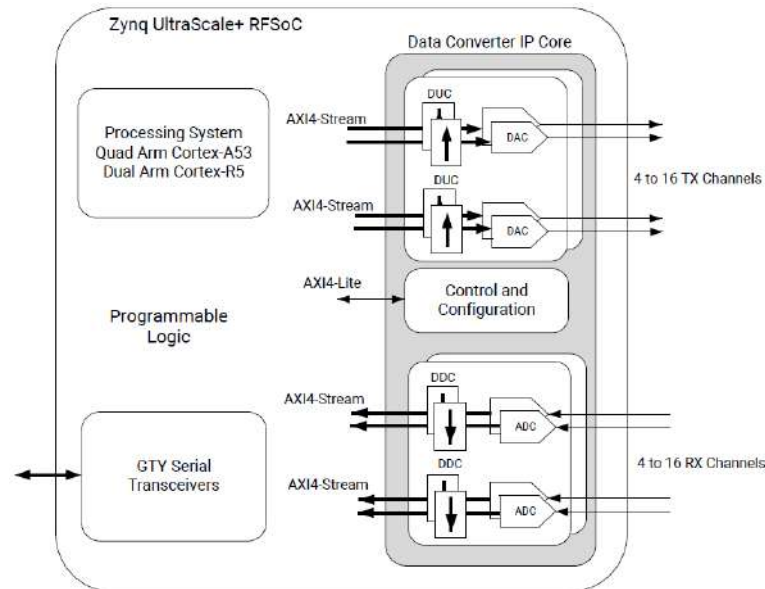 Zynq UltraScale+ RFSoC
Data Converter IP Core
Processing System
Quad Arm Cortex-A53
Dual Arm Cortex-R5
AXI4-Stream
DUC
DAC
4 to 16 TX Channels
AXI4-Stream
DUC
DAC
AXI4-Lite
Control and
Configuration
Programmable
Logic
AXI4-Stream
DDC
ADC
GTY Serial
Transceivers
4 to 16 RX Channels
AXI4-Stream
DDC
ADC